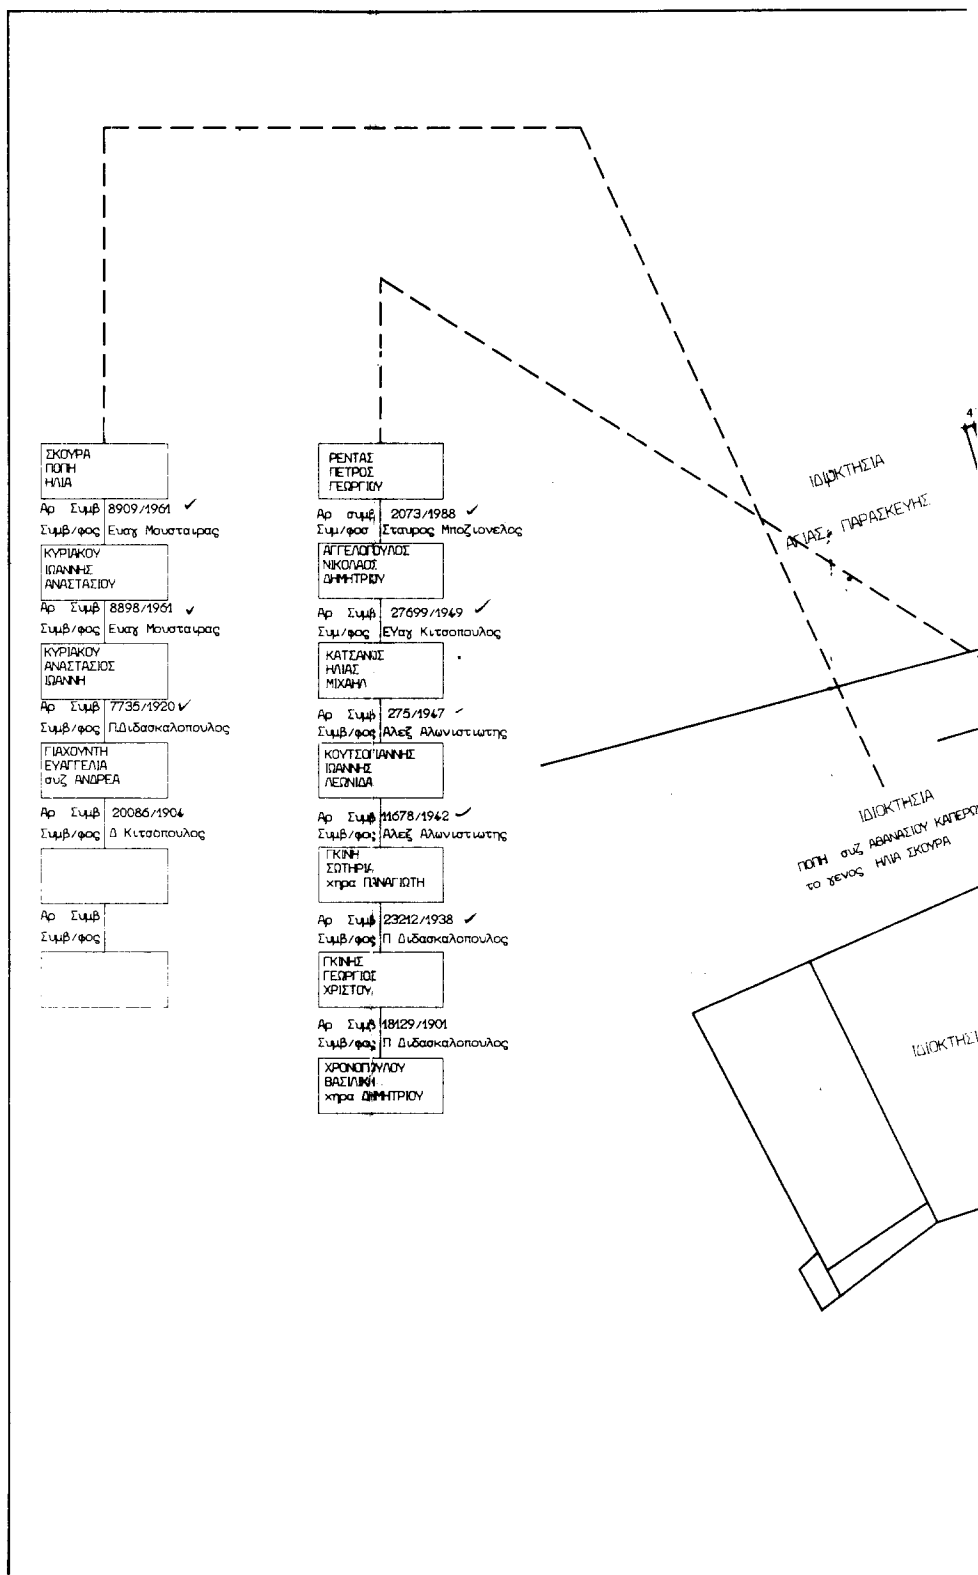 ΣΚΟΥΡΑ
ΠΟΠΗ
ΗΛΙΑ
Αρ Συμβ 8909/1961 ✓
Συμβ/φος Ευαγ Μουσταιρας
ΚΥΡΙΑΚΟΥ
ΙΩΑΝΝΗΣ
ΑΝΑΣΤΑΣΙΟΥ
Αρ Συμβ 8898/1961 ✓
Συμβ/φος Ευαγ Μουσταιρας
ΚΥΡΙΑΚΟΥ
ΑΝΑΣΤΑΣΙΟΣ
ΙΩΑΝΝΗ
Αρ Συμβ 7735/1920 ✓
Συμβ/φος Π.Διδασκαλοπουλος
ΓΙΑΧΟΥΝΤΗ
ΕΥΑΓΓΕΛΙΑ
συζ ΑΝΔΡΕΑ
Αρ Συμβ 20086/1904
Συμβ/φος Δ Κιτσοπουλος
Αρ Συμβ
Συμβ/φος
ΡΕΝΤΑΣ
ΠΕΤΡΟΣ
ΓΕΩΡΓΙΟΥ
Αρ συμβ 2073/1988 ✓
Συμ/φοσ Σταυρος Μποζιονελος
ΑΓΓΕΛΟΠΟΥΛΟΣ
ΝΙΚΟΛΑΟΣ
ΔΗΜΗΤΡΙΟΥ
Αρ Συμβ 27699/1949 ✓
Συμ/φος ΕΥαγ Κιτσοπουλος
ΚΑΤΣΑΝΟΣ
ΗΛΙΑΣ
ΜΙΧΑΗΛ
Αρ Συμβ 275/1947 ✓
Συμβ/φος Αλεξ Αλωνιστιωτης
ΚΟΥΤΣΟΓΙΑΝΝΗΣ
ΙΩΑΝΝΗΣ
ΛΕΩΝΙΔΑ
Αρ Συμβ 11678/1942 ✓
Συμβ/φος Αλεξ Αλωνιστιωτης
ΓΚΙΝΗ
ΣΩΤΗΡΙΑ
χηρα ΠΑΝΑΓΙΩΤΗ
Αρ Συμβ 23212/1938 ✓
Συμβ/φος Π Διδασκαλοπουλος
ΓΚΙΝΗΣ
ΓΕΩΡΓΙΟΣ
ΧΡΙΣΤΟΥ
Αρ Συμβ 18129/1901
Συμβ/φος Π Διδασκαλοπουλος
ΧΡΟΝΟΠΟΥΛΟΥ
ΒΑΣΙΛΙΚΗ
χηρα ΔΗΜΗΤΡΙΟΥ
4
ΙΔΙΟΚΤΗΣΙΑ
ΑΓΙΑΣ ΠΑΡΑΣΚΕΥΗΣ
ΙΔΙΟΚΤΗΣΙΑ
ΠΟΠΗ συζ ΑΘΑΝΑΣΙΟΥ ΚΑΠΕΡΩ
το γενος ΗΛΙΑ ΣΚΟΥΡΑ
ΙΔΙΟΚΤΗΣΙ